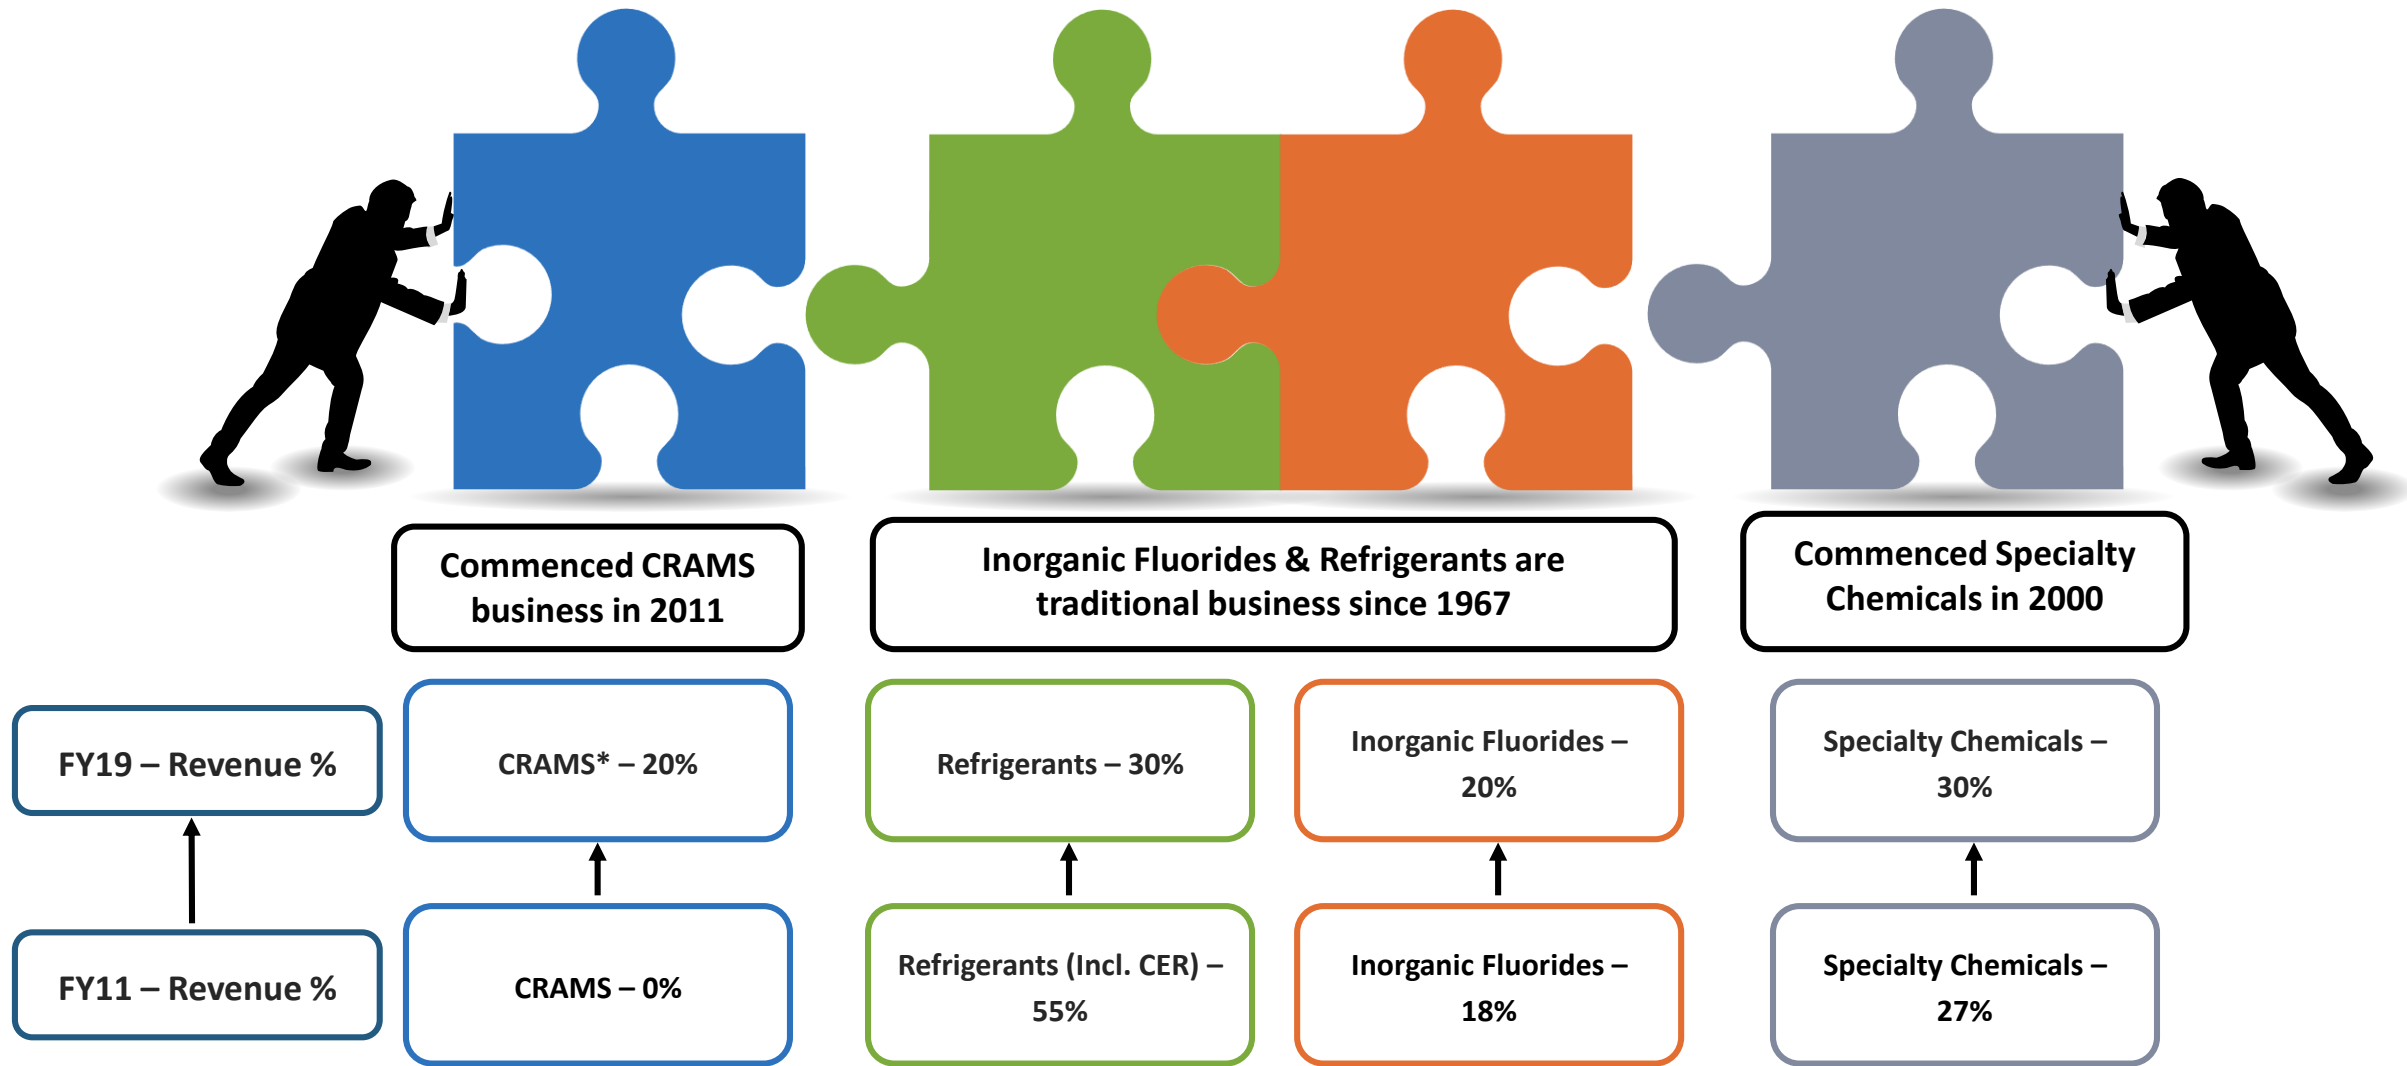 Commenced CRAMS
business in 2011
Inorganic Fluorides & Refrigerants are
traditional business since 1967
Commenced Specialty
Chemicals in 2000
FY19 – Revenue %
CRAMS* – 20%
Refrigerants – 30%
Inorganic Fluorides –
20%
Specialty Chemicals –
30%
FY11 – Revenue %
CRAMS – 0%
Refrigerants (Incl. CER) –
55%
Inorganic Fluorides –
18%
Specialty Chemicals –
27%